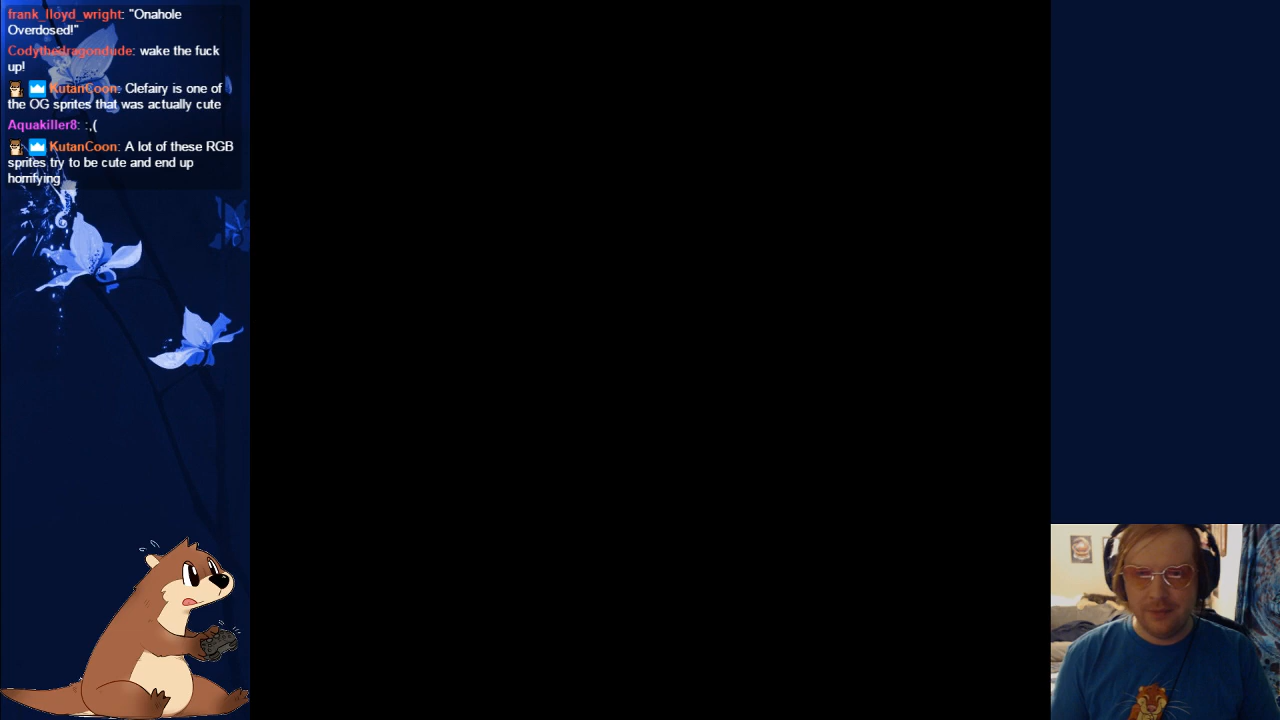 frank_lloyd_wright: "Onahole
Overdosed!"
Codythedragondude: wake the fuck
up!
KutanCoon: Clefairy is one of
the OG sprites that was actually cute
Aquakiller8: :,(
KutanCoon: A lot of these RGB
sprites try to be cute and end up
horrifying